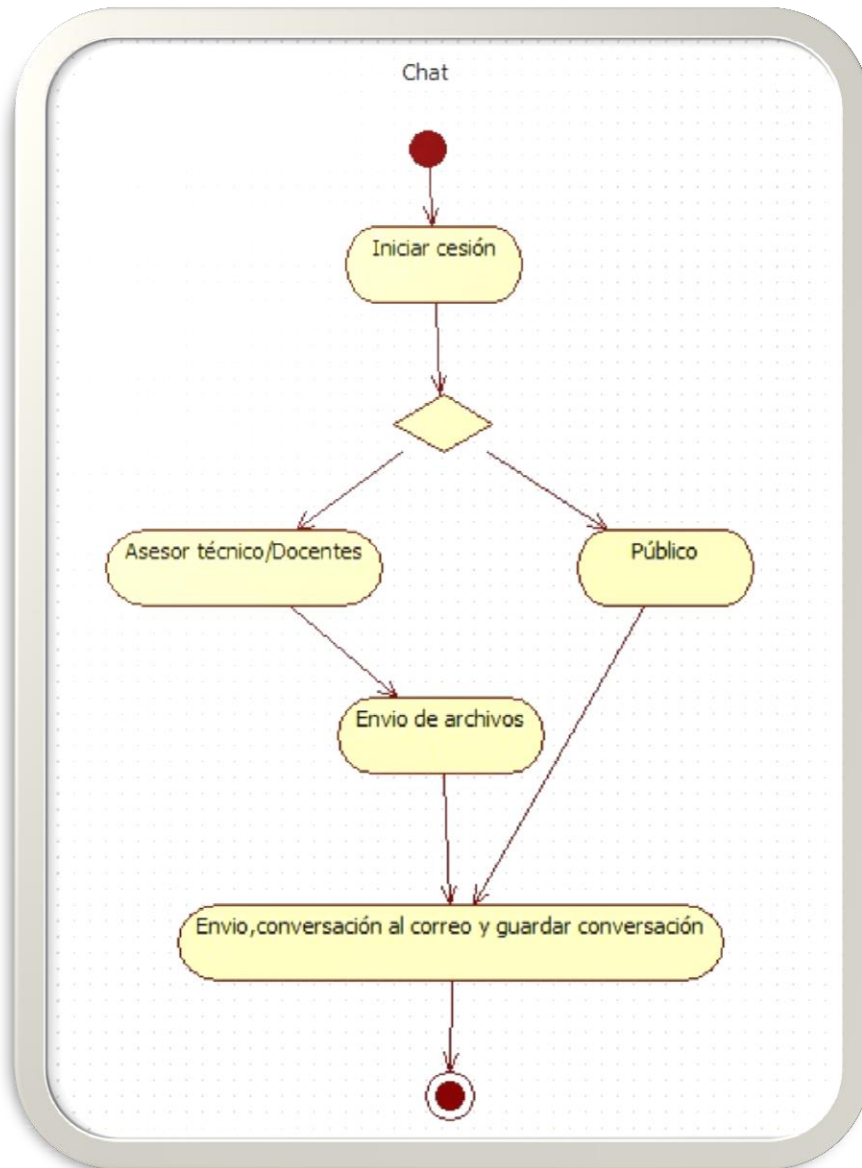 Chat
Iniciar cesión
Asesor técnico/Docentes
Público
Envio de archivos
Envio,conversación al correo y guardar conversación